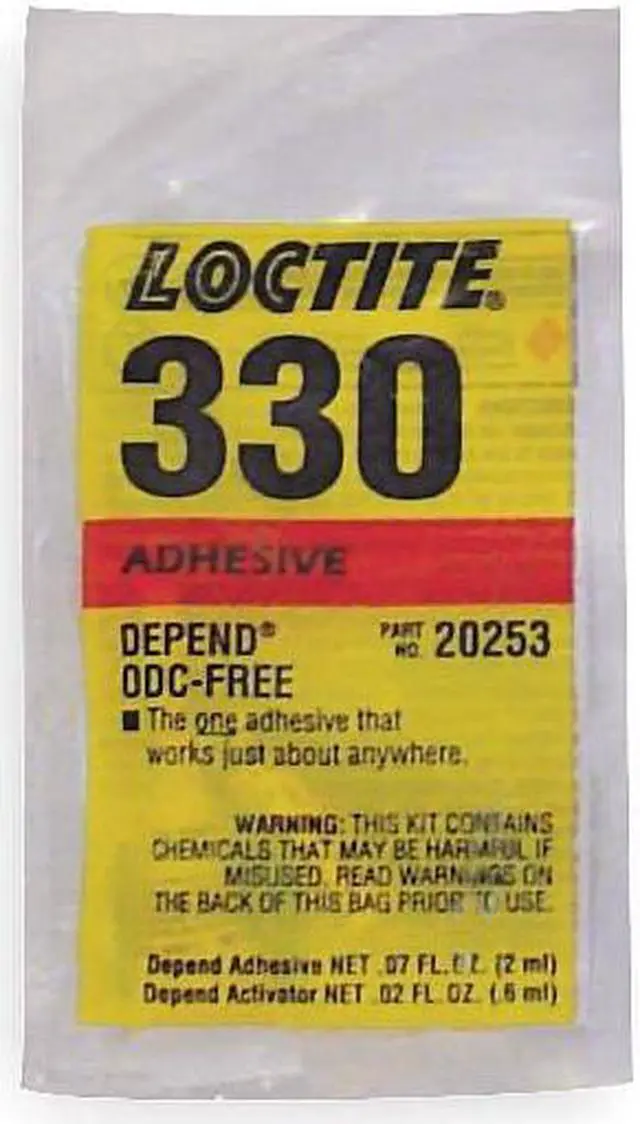 LOCTITE®
330
ADHESIVE
DEPEND® PART NO. 20253
ODC-FREE
■ The one adhesive that
works just about anywhere.
WARNING: THIS KIT CONTAINS
CHEMICALS THAT MAY BE HARMFUL IF
MISUSED. READ WARNINGS ON
THE BACK OF THIS BAG PRIOR TO USE.
Depend Adhesive NET .07 FL. OZ. (2 ml)
Depend Activator NET .02 FL. OZ. (.6 ml)